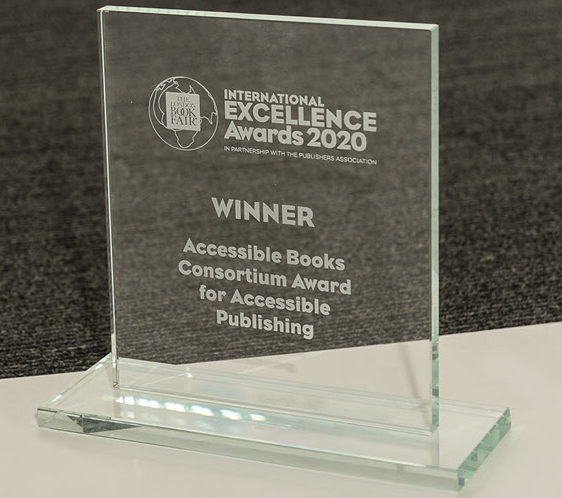 THE
LONDON
BOOK
FAIR
INTERNATIONAL
EXCELLENCE
Awards 2020
IN PARTNERSHIP WITH THE PUBLISHERS ASSOCIATION
WINNER
Accessible Books
Consortium Award
for Accessible
Publishing